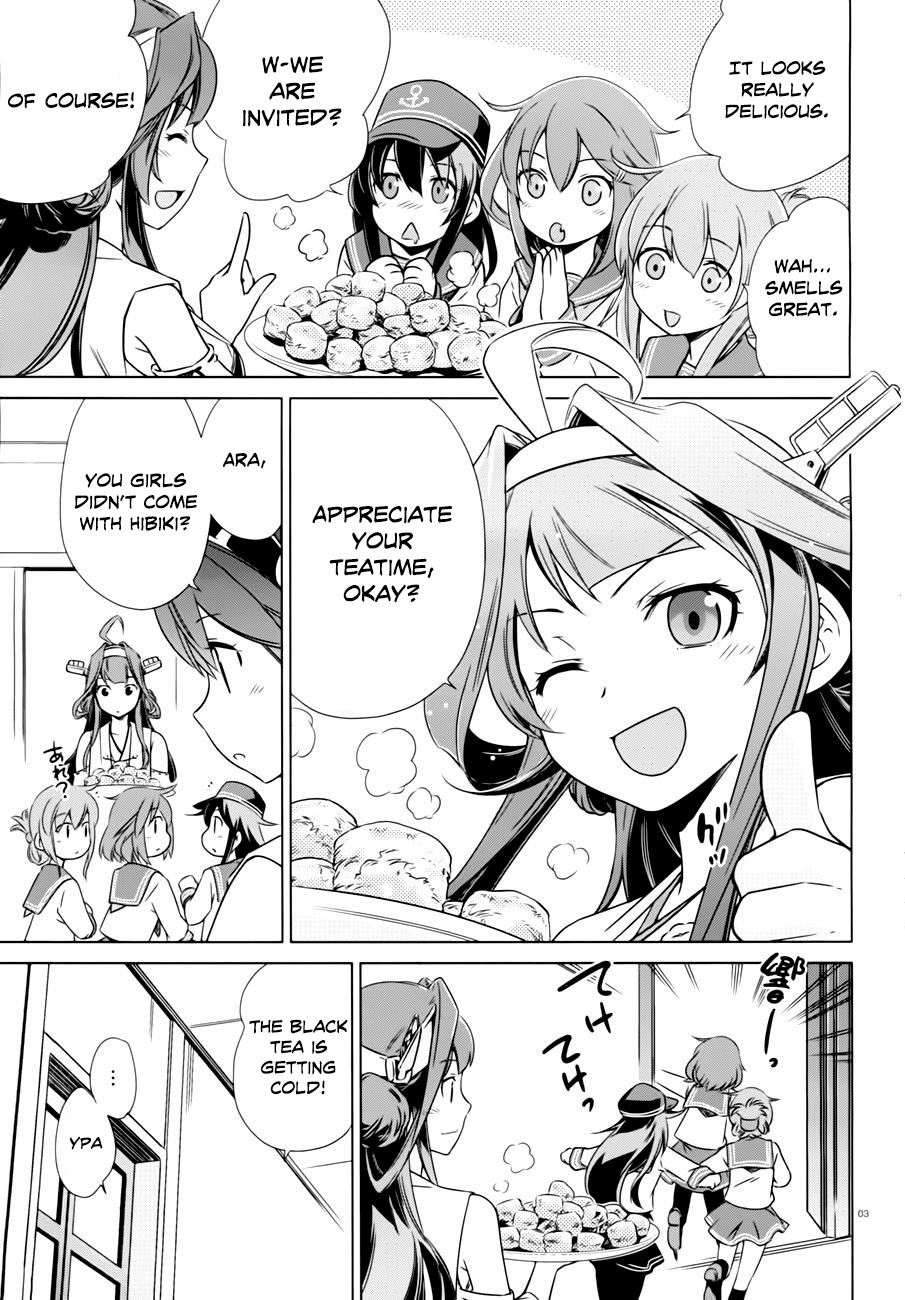 IT LOOKS
REALLY
DELICIOUS.
WAH...
SMELLS
GREAT.
W-WE
ARE
INVITED?
OF COURSE!
APPRECIATE
YOUR
TEATIME,
OKAY?
グッ
ARA,
YOU GIRLS
DIDN'T COME
WITH HIBIKI?
あれ?
響ー っ
てけてけっ
THE BLACK
TEA IS
GETTING
COLD!
...
YPA
03